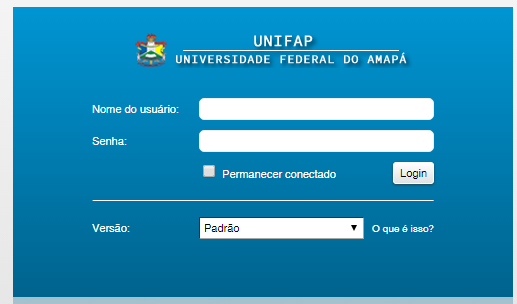 UNIFAP
UNIVERSIDADE FEDERAL DO AMAPÁ
Nome do usuário:
Senha:
Permanecer conectado
Login
Versão:
Padrão
O que é isso?